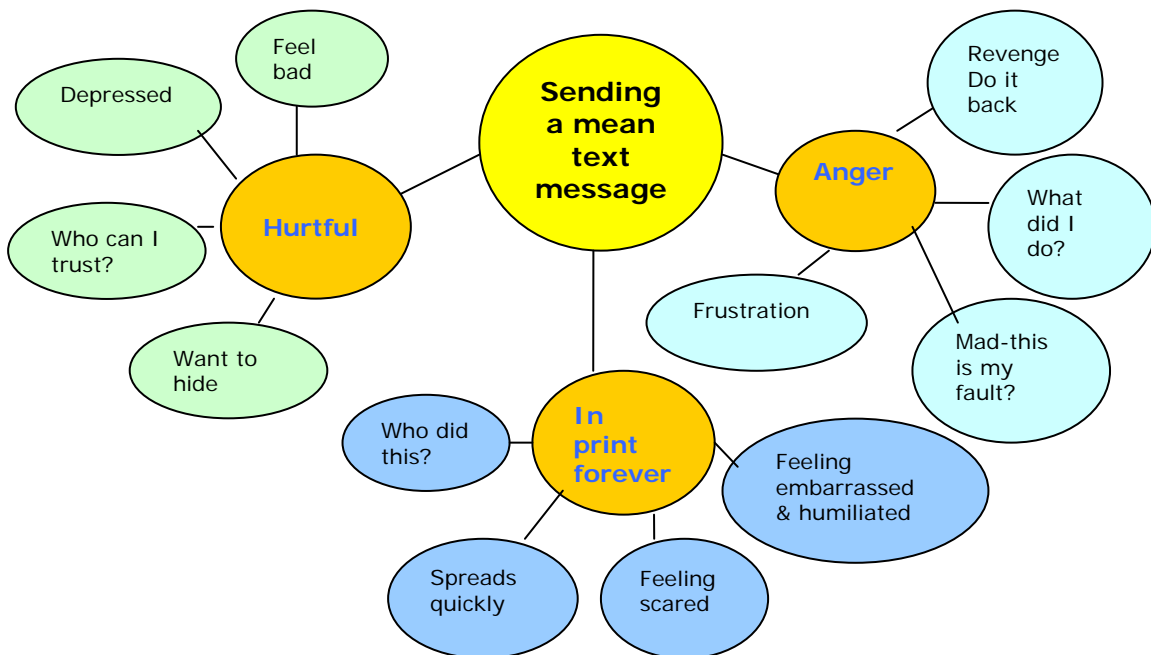 Sending
a mean
text
message
Hurtful
Feel
bad
Depressed
Who can I
trust?
Want to
hide
Anger
Revenge
Do it
back
What
did I
do?
Mad-this
is my
fault?
Frustration
In
print
forever
Who did
this?
Spreads
quickly
Feeling
scared
Feeling
embarrassed
& humiliated